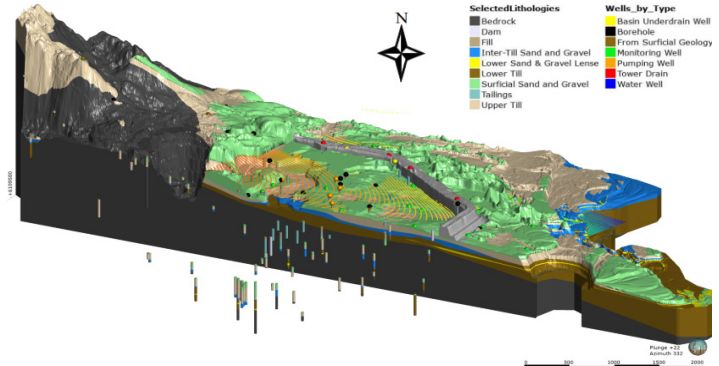 N
SelectedLithologies
Bedrock
Dam
Fill
Inter-Till Sand and Gravel
Lower Sand & Gravel Lense
Lower Till
Surficial Sand and Gravel
Tailings
Upper Till
Wells_by_Type
Basin Underdrain Well
Borehole
From Surficial Geology
Monitoring Well
Pumping Well
Tower Drain
Water Well
Plunge +22
Azimuth 332
0 500 1000 1500 2000